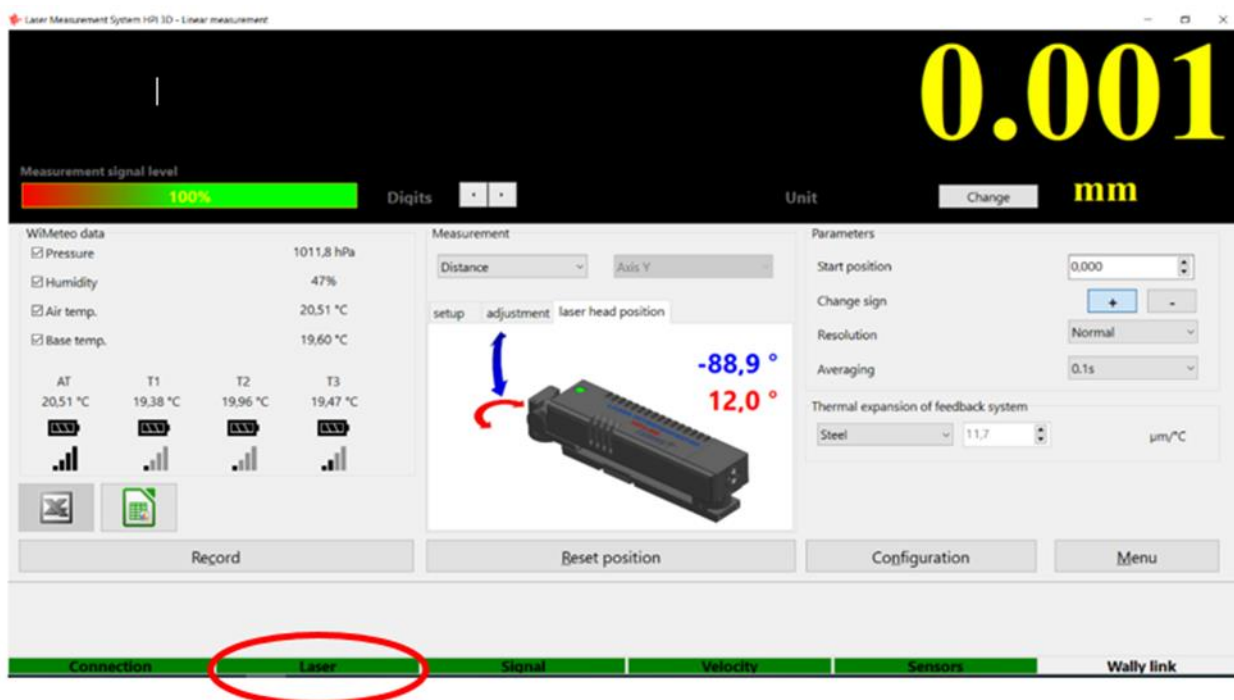 Laser Measurement System HPI 3D - Linear measurement
0.001
Measurement signal level
100%
Digits
Unit
Change
mm
WiMeteo data
Pressure 1011,8 hPa
Humidity 47%
Air temp. 20,51 °C
Base temp. 19,60 °C
AT T1 T2 T3
20,51 °C 19,38 °C 19,96 °C 19,47 °C
Measurement
Distance Axis Y
setup adjustment laser head position
-88,9 °
12,0 °
Parameters
Start position 0,000
Change sign + -
Resolution Normal
Averaging 0.1s
Thermal expansion of feedback system
Steel 11,7 µm/°C
Record Reset position Configuration Menu
Connection Laser Signal Velocity Sensors Wally link